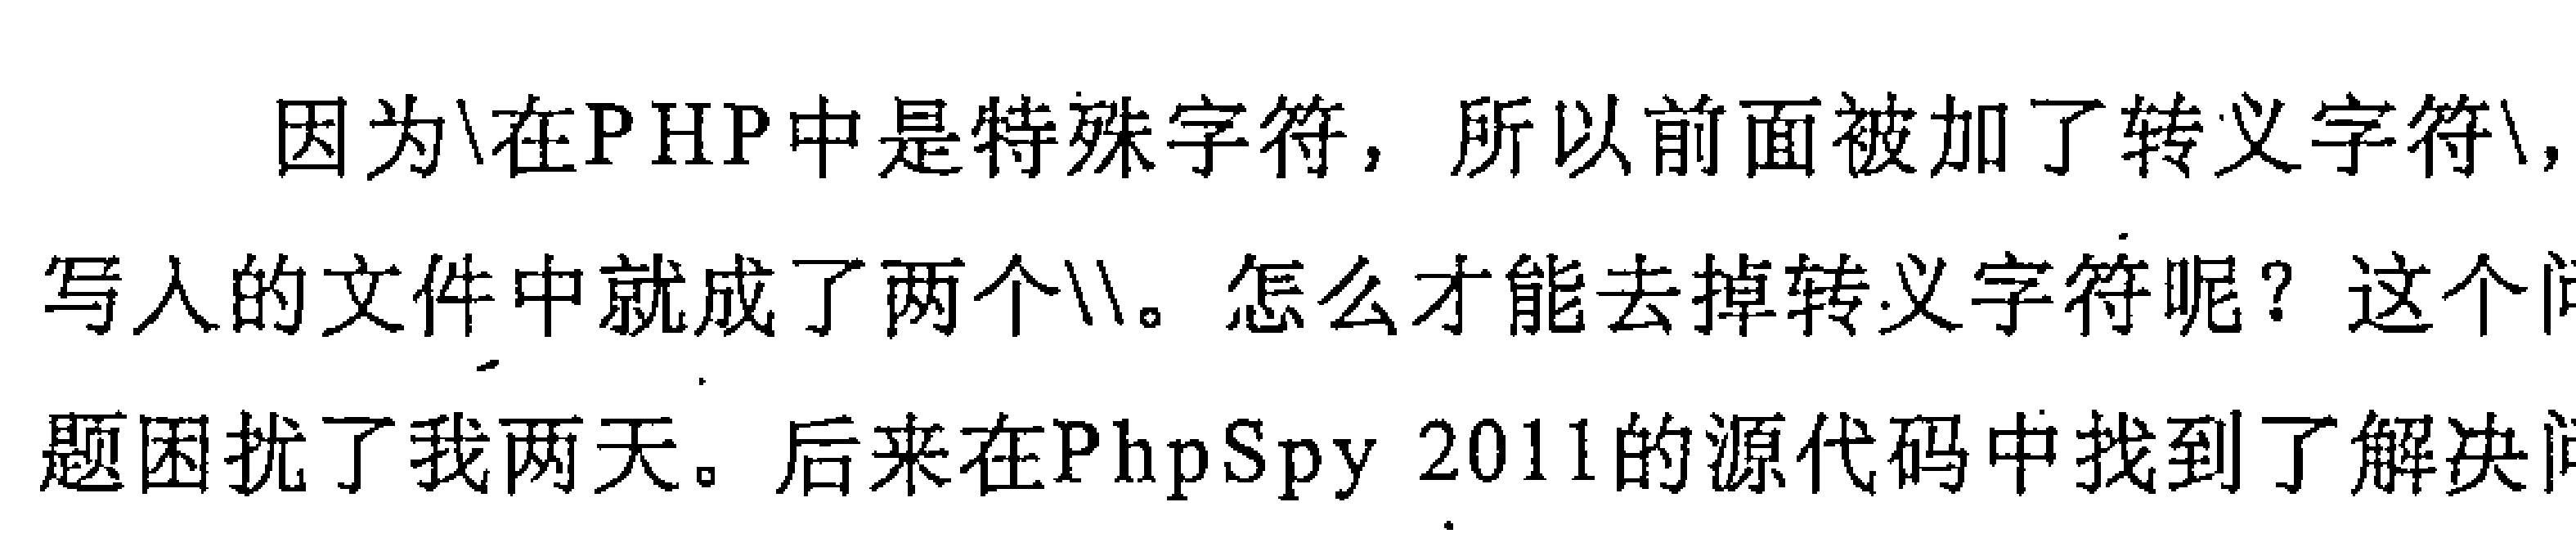 因为\在PHP中是特殊字符，所以前面被加了转义字符\，
写入的文件中就成了两个\\。怎么才能去掉转义字符呢？这个问
题困扰了我两天。后来在PhpSpy 2011的源代码中找到了解决问